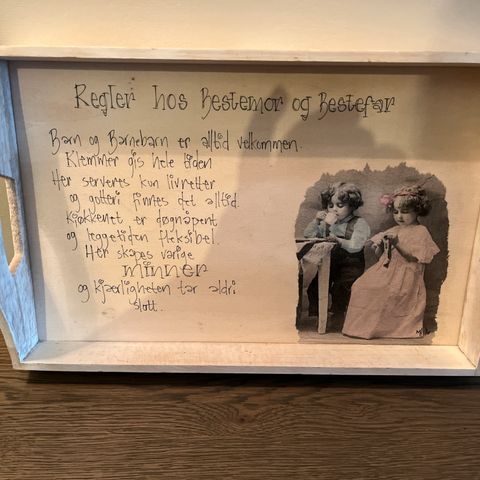 Regler hos Bestemor og Bestefar
Barn og Barnebarn er alltid velkommen.
Klemmer gis hele tiden
Her serveres kun livretter
og gotteri finnes det alltid.
Kjøkkenet er døgnåpent
og leggetiden fleksibel.
Her skapes varige
minner
og kjærligheten tar aldri
slutt.